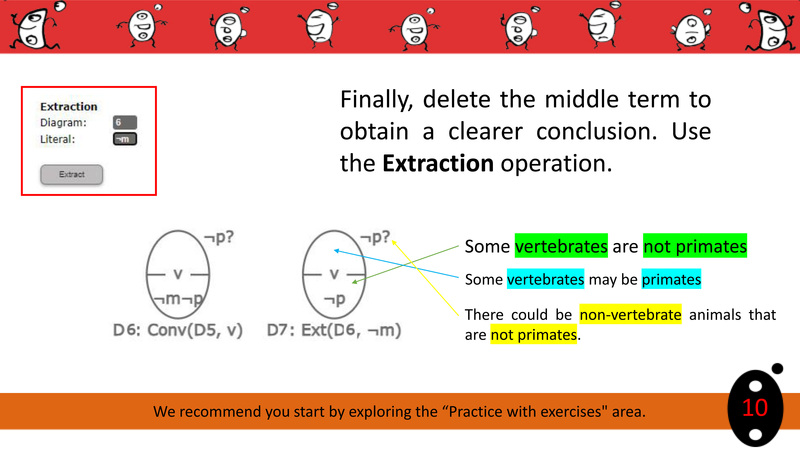 Extraction
Diagram: 6
Literal: ¬m
Extract
Finally, delete the middle term to
obtain a clearer conclusion. Use
the Extraction operation.
¬p?
v
¬m¬p
D6: Conv(D5, v)
¬p?
v
¬p
D7: Ext(D6, ¬m)
Some vertebrates are not primates
Some vertebrates may be primates
There could be non-vertebrate animals that
are not primates.
We recommend you start by exploring the “Practice with exercises" area.
10